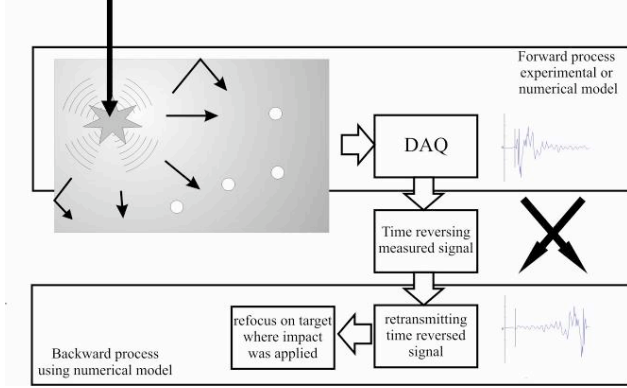 Forward process
experimental or
numerical model
DAQ
Time reversing
measured signal
retransmitting
time reversed
signal
refocus on target
where impact
was applied
Backward process
using numerical model